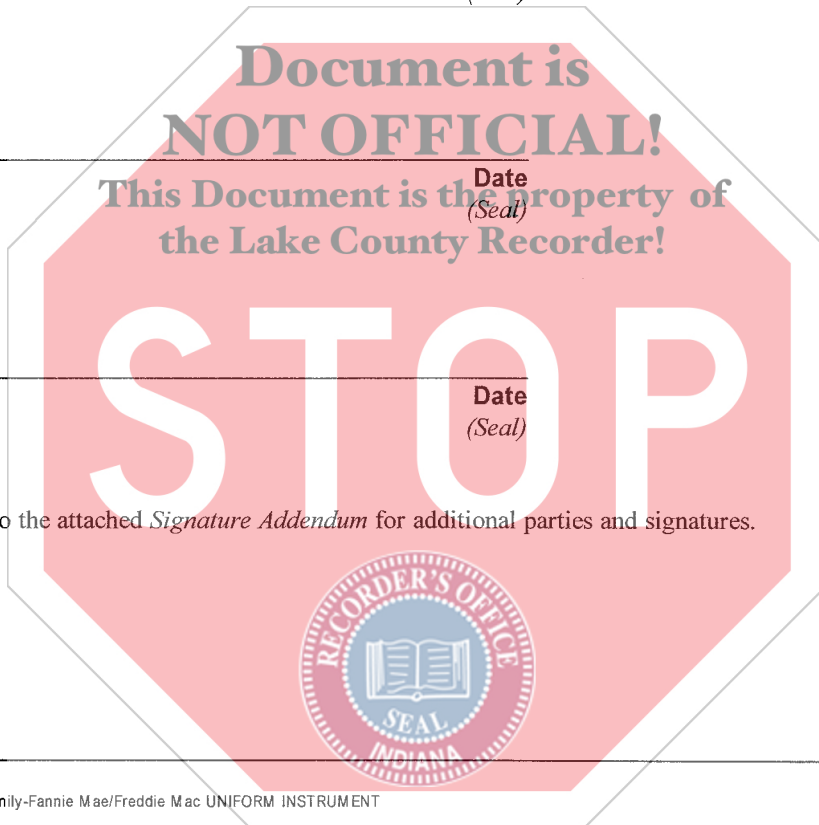 Document is
NOT OFFICIAL!
Date
This Document is the property of
(Seal)
the Lake County Recorder!
STOP
Date
(Seal)
o the attached Signature Addendum for additional parties and signatures.
RECORDER'S OFFICE
SEAL
INDIANA
nily-Fannie Mae/Freddie Mac UNIFORM INSTRUMENT